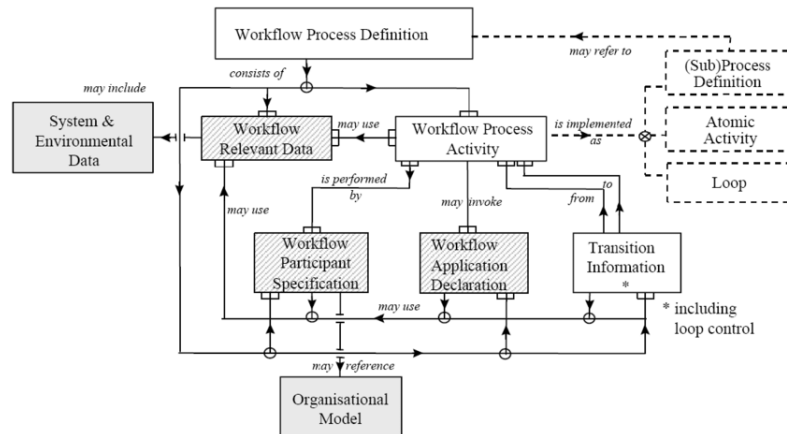 Workflow Process Definition
may refer to
consists of
(Sub)Process
Definition
may include
System &
Environmental
Data
Workflow
Relevant Data
may use
Workflow Process
Activity
is implemented
as
Atomic
Activity
Loop
is performed
by
may use
may invoke
to
from
Workflow
Participant
Specification
Workflow
Application
Declaration
Transition
Information
*
may use
* including
loop control
may reference
Organisational
Model